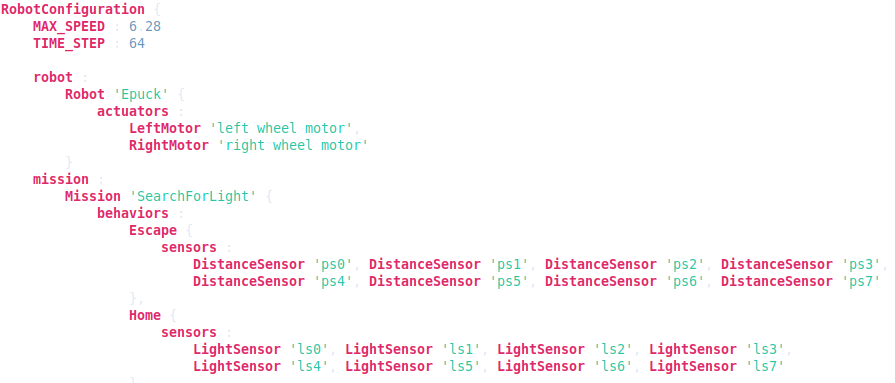 RobotConfiguration {
    MAX_SPEED : 6.28
    TIME_STEP : 64

    robot :
        Robot 'Epuck' {
            actuators :
                LeftMotor 'left wheel motor',
                RightMotor 'right wheel motor'
        }
    mission :
        Mission 'SearchForLight' {
            behaviors :
                Escape {
                    sensors :
                        DistanceSensor 'ps0', DistanceSensor 'ps1', DistanceSensor 'ps2', DistanceSensor 'ps3',
                        DistanceSensor 'ps4', DistanceSensor 'ps5', DistanceSensor 'ps6', DistanceSensor 'ps7'
                },
                Home {
                    sensors :
                        LightSensor 'ls0', LightSensor 'ls1', LightSensor 'ls2', LightSensor 'ls3',
                        LightSensor 'ls4', LightSensor 'ls5', LightSensor 'ls6', LightSensor 'ls7'
                }